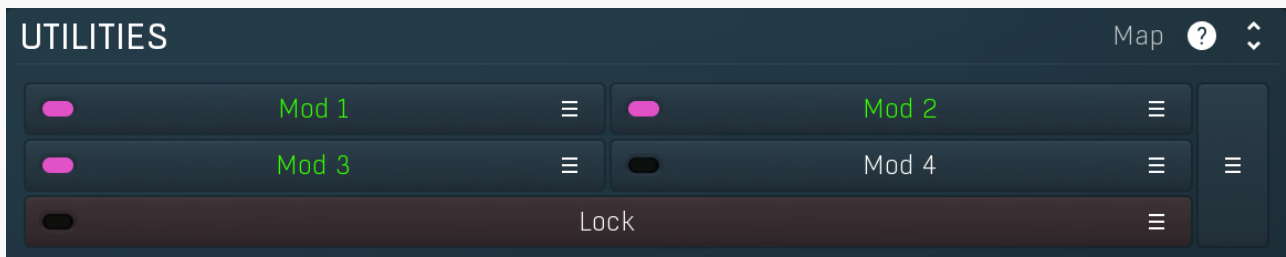 UTILITIES Map ?
Mod 1 Mod 2
Mod 3 Mod 4
Lock